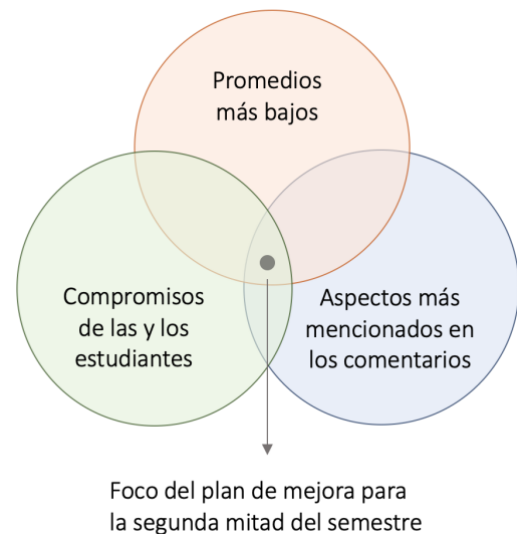 Promedios
más bajos
Compromisos
de las y los
estudiantes
Aspectos más
mencionados en
los comentarios
Foco del plan de mejora para
la segunda mitad del semestre